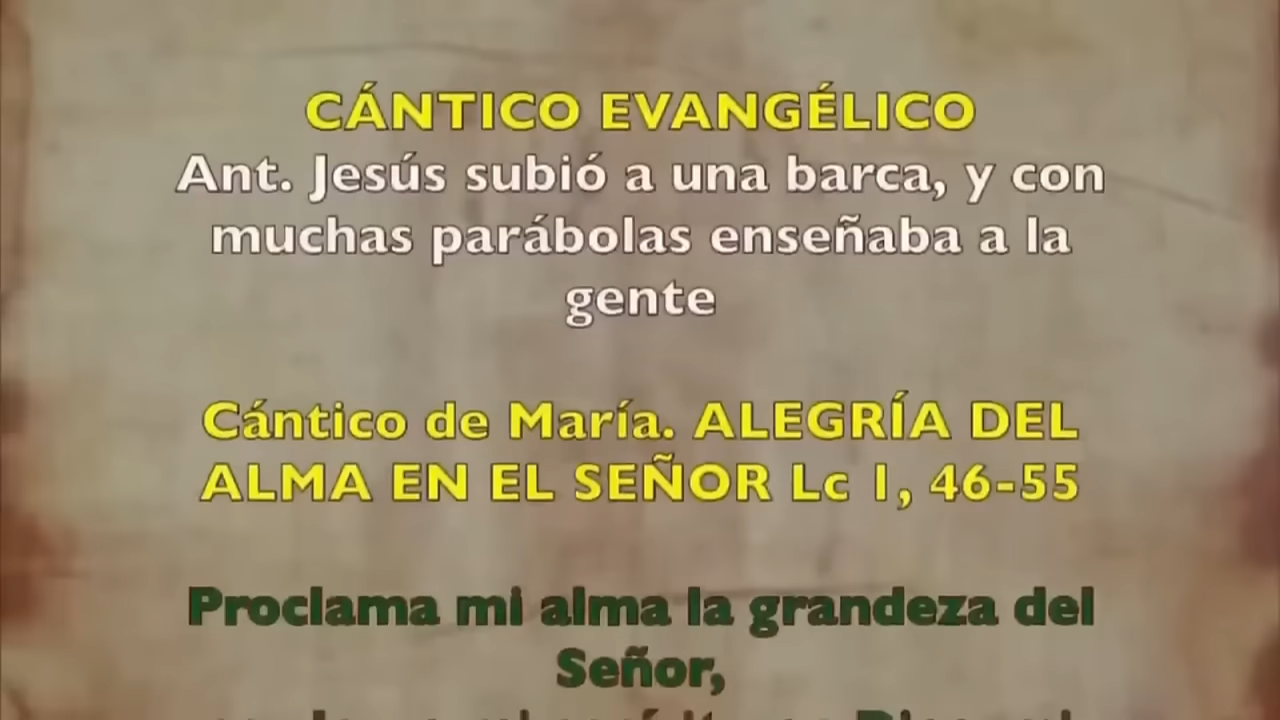 CÁNTICO EVANGÉLICO
Ant. Jesús subió a una barca, y con
muchas parábolas enseñaba a la
gente
Cántico de María. ALEGRÍA DEL
ALMA EN EL SEÑOR Lc 1, 46-55
Proclama mi alma la grandeza del
Señor,